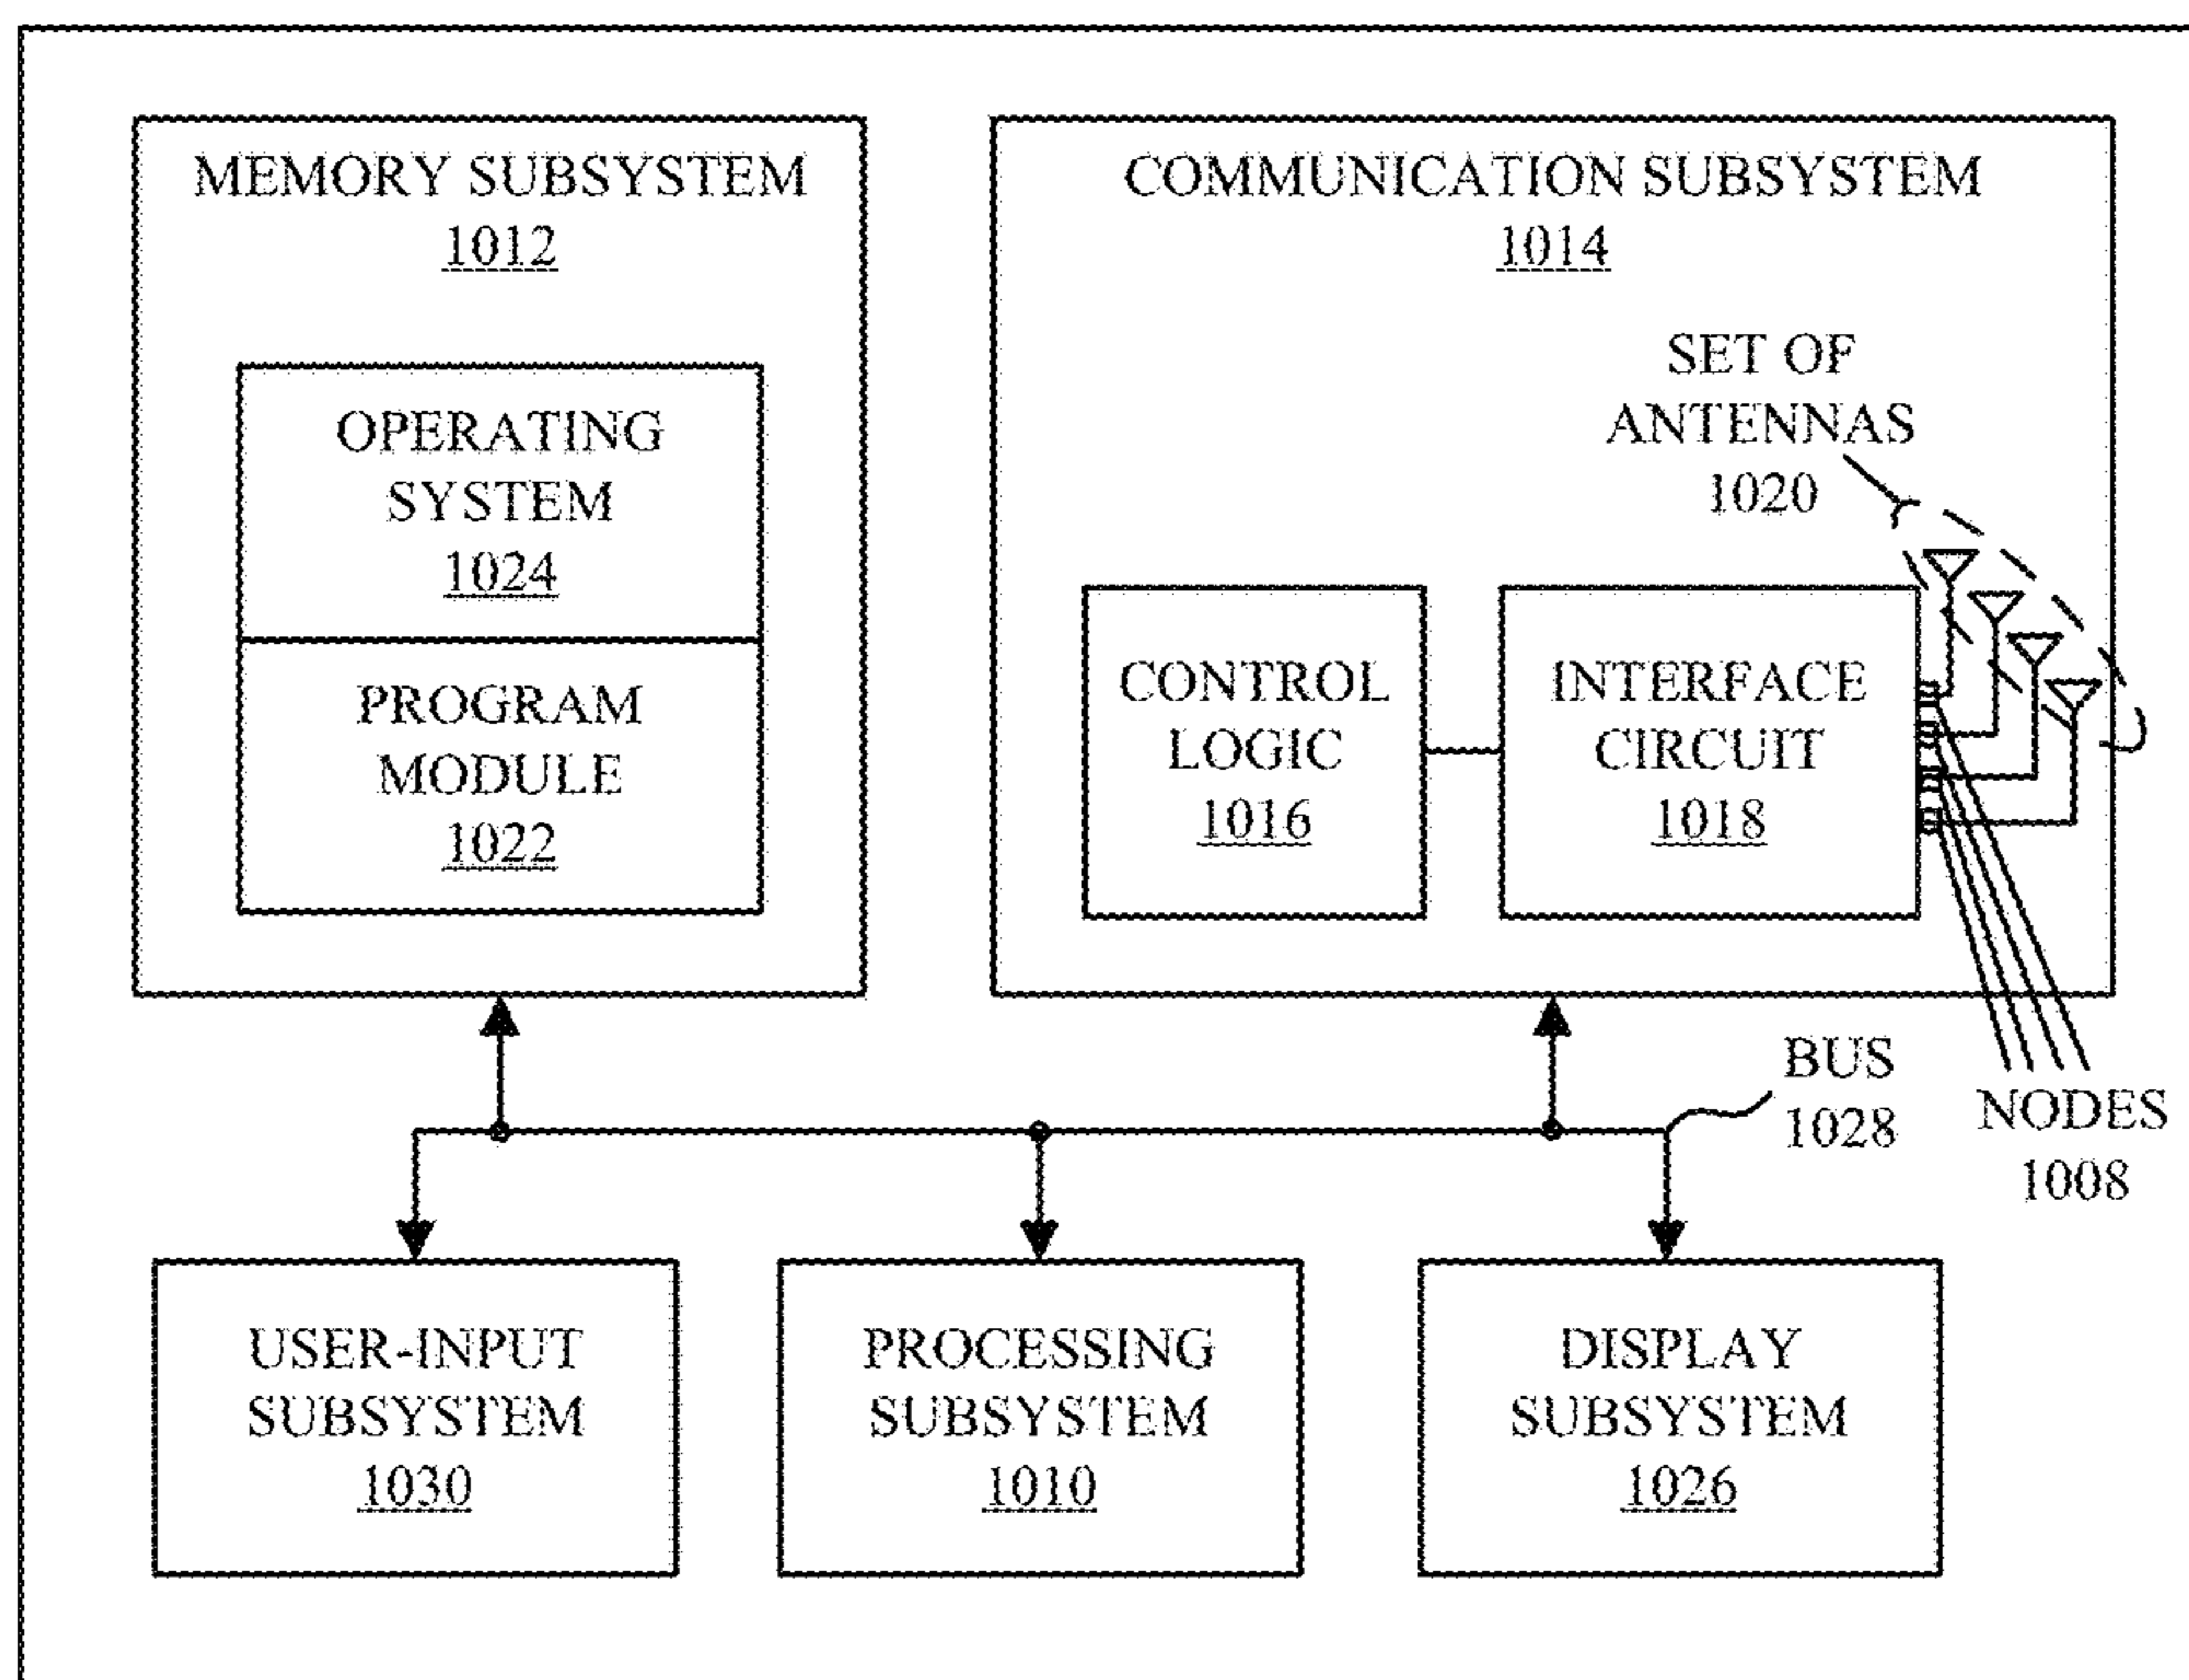 MEMORY SUBSYSTEM
1012
OPERATING
SYSTEM
1024
PROGRAM
MODULE
1022
COMMUNICATION SUBSYSTEM
1014
SET OF
ANTENNAS
1020
CONTROL
LOGIC
1016
INTERFACE
CIRCUIT
1018
BUS
1028
NODES
1008
USER-INPUT
SUBSYSTEM
1030
PROCESSING
SUBSYSTEM
1010
DISPLAY
SUBSYSTEM
1026